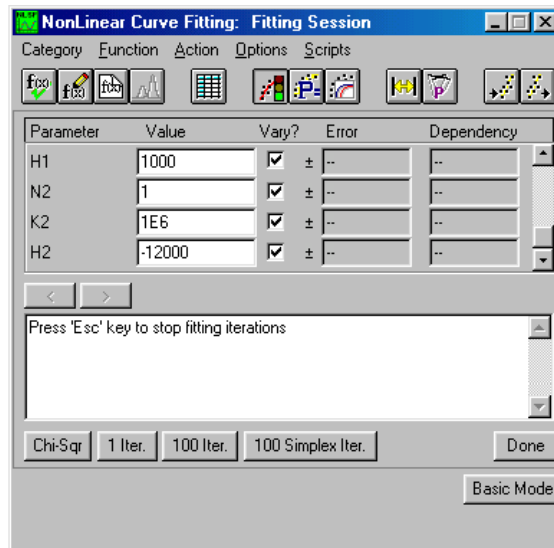 NonLinear Curve Fitting: Fitting Session
Category Function Action Options Scripts
Parameter Value Vary? Error Dependency
H1 1000 ± -- --
N2 1 ± -- --
K2 1E6 ± -- --
H2 -12000 ± -- --
< >
Press 'Esc' key to stop fitting iterations
Chi-Sqr 1 Iter. 100 Iter. 100 Simplex Iter. Done
Basic Mode